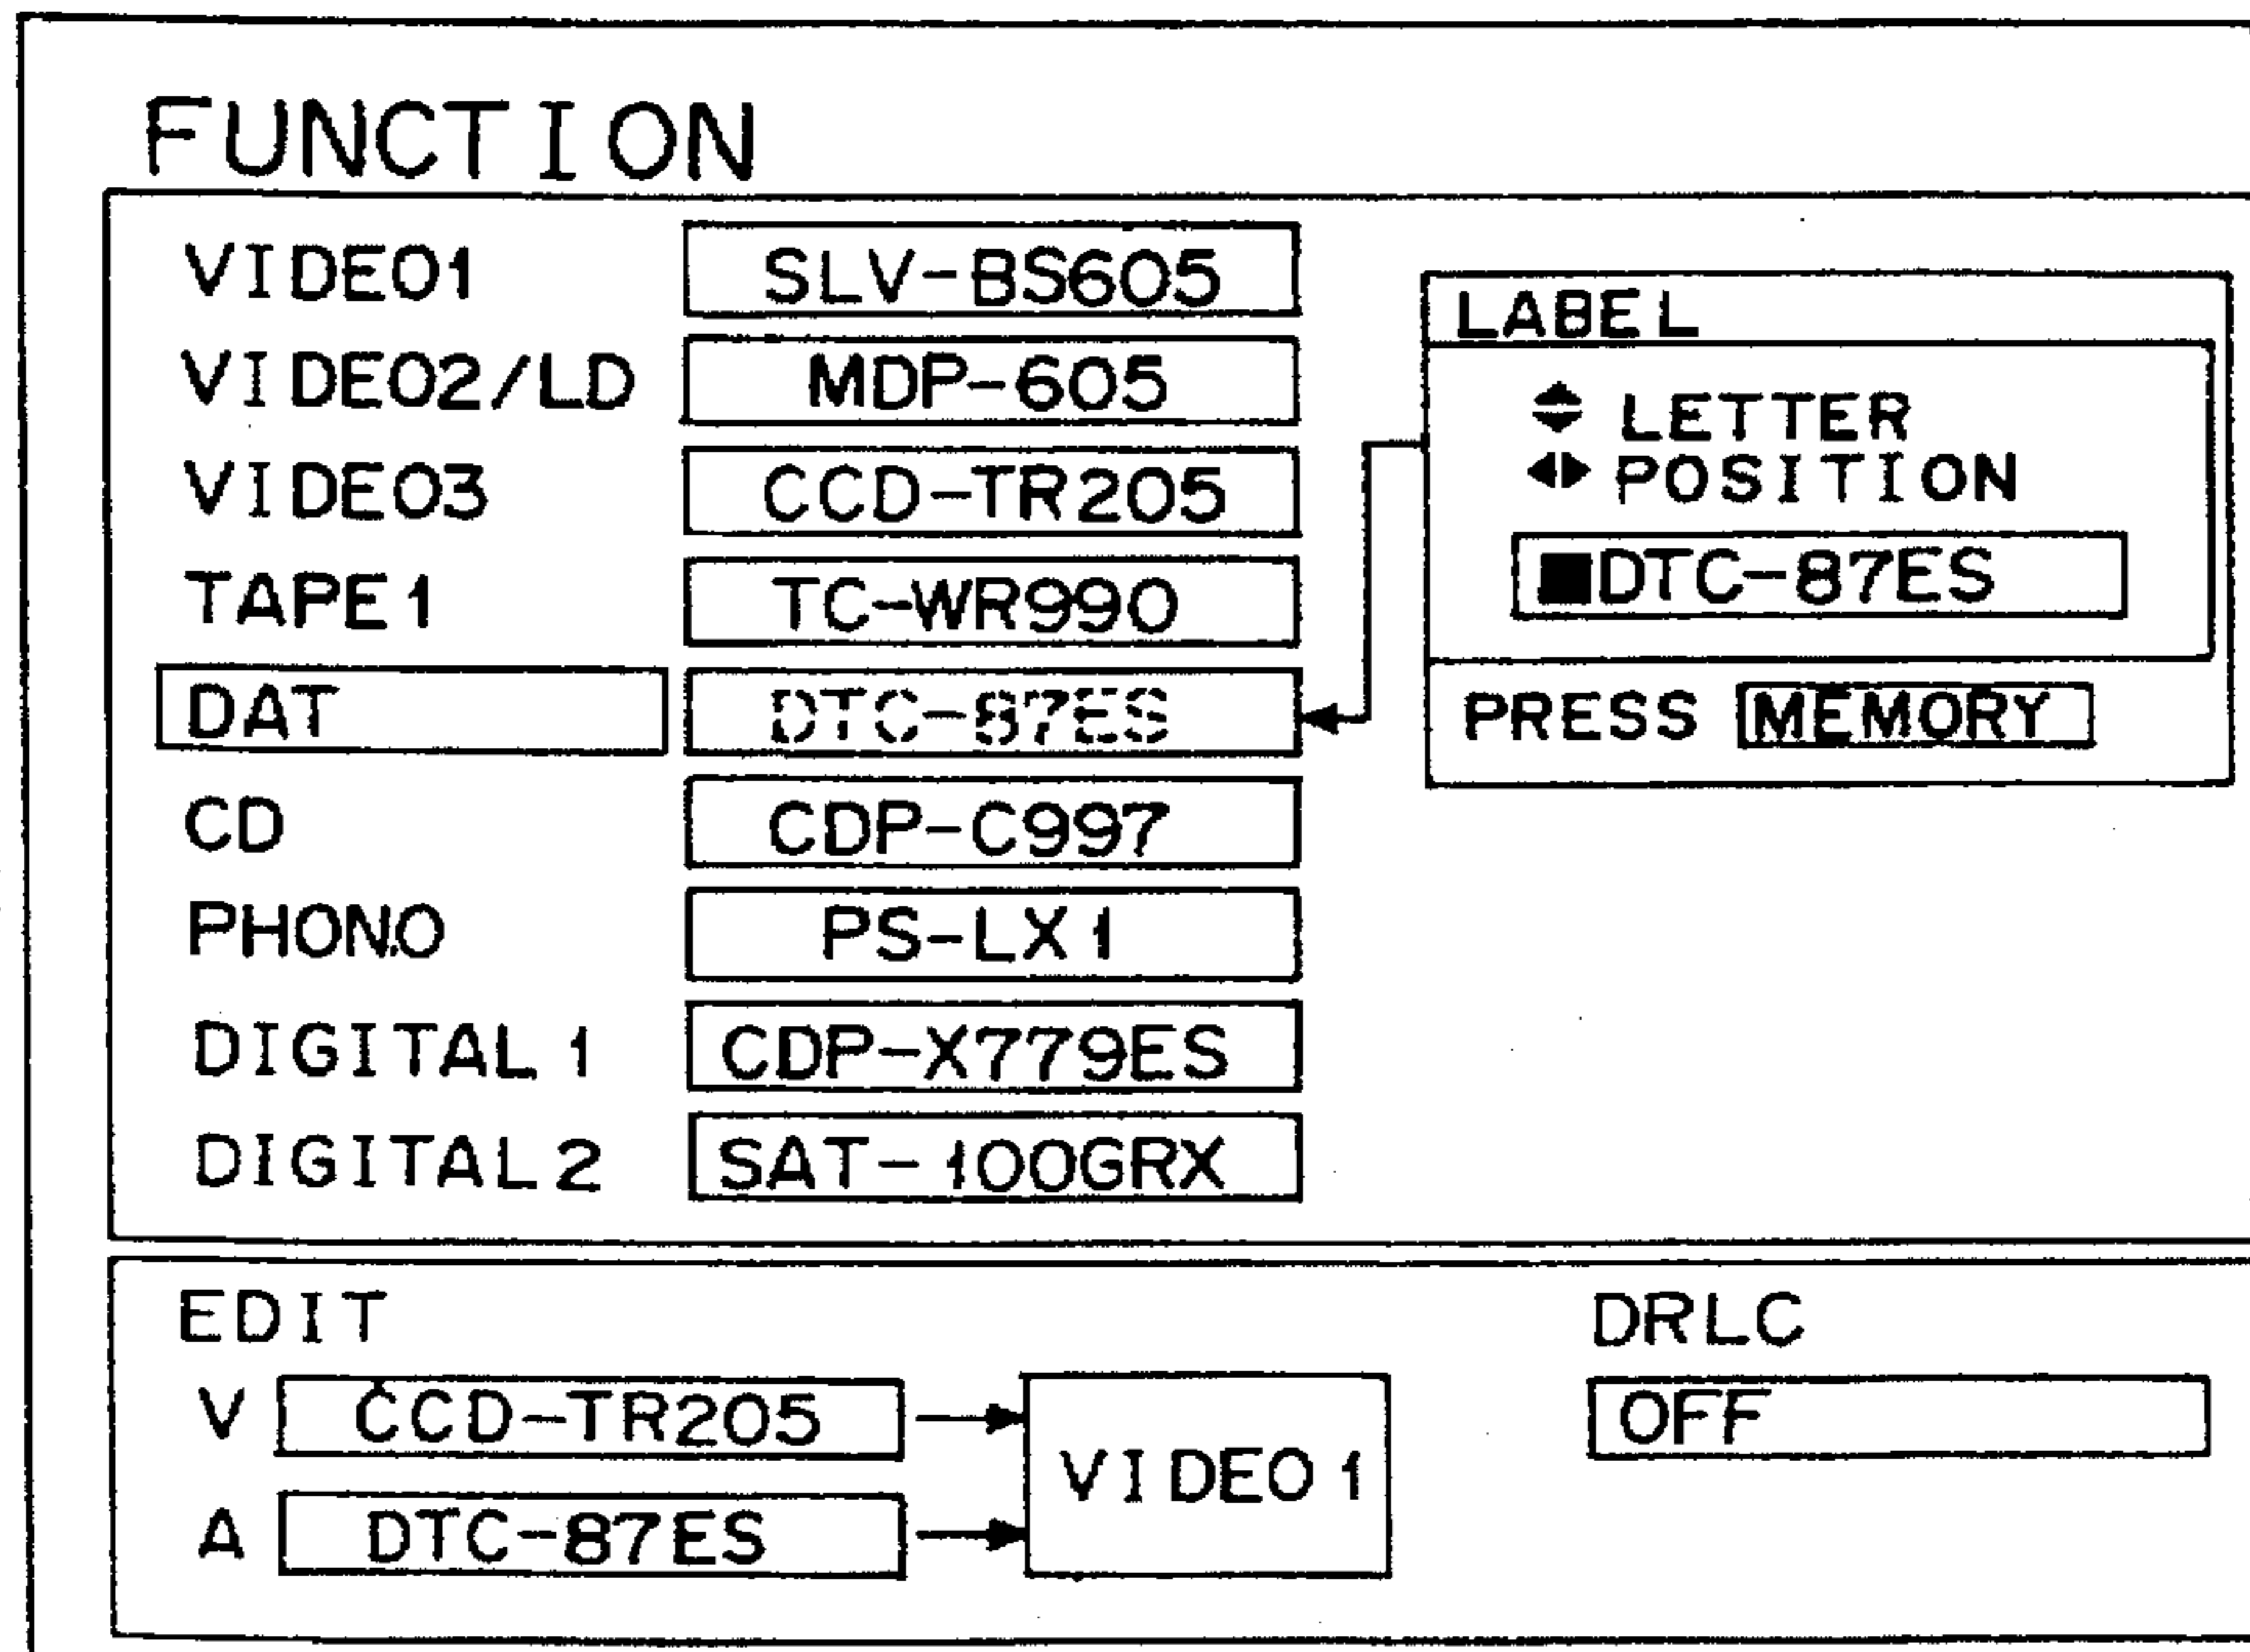 FUNCTION
VIDEO1 SLV-BS605
VIDEO2/LD MDP-605
VIDEO3 CCD-TR205
TAPE1 TC-WR990
DAT DTC-87ES
CD CDP-C997
PHONO PS-LX1
DIGITAL1 CDP-X779ES
DIGITAL2 SAT-100GRX
LABEL
LETTER
POSITION
■DTC-87ES
PRESS MEMORY
EDIT
V CCD-TR205
A DTC-87ES
VIDEO1
DRLC
OFF